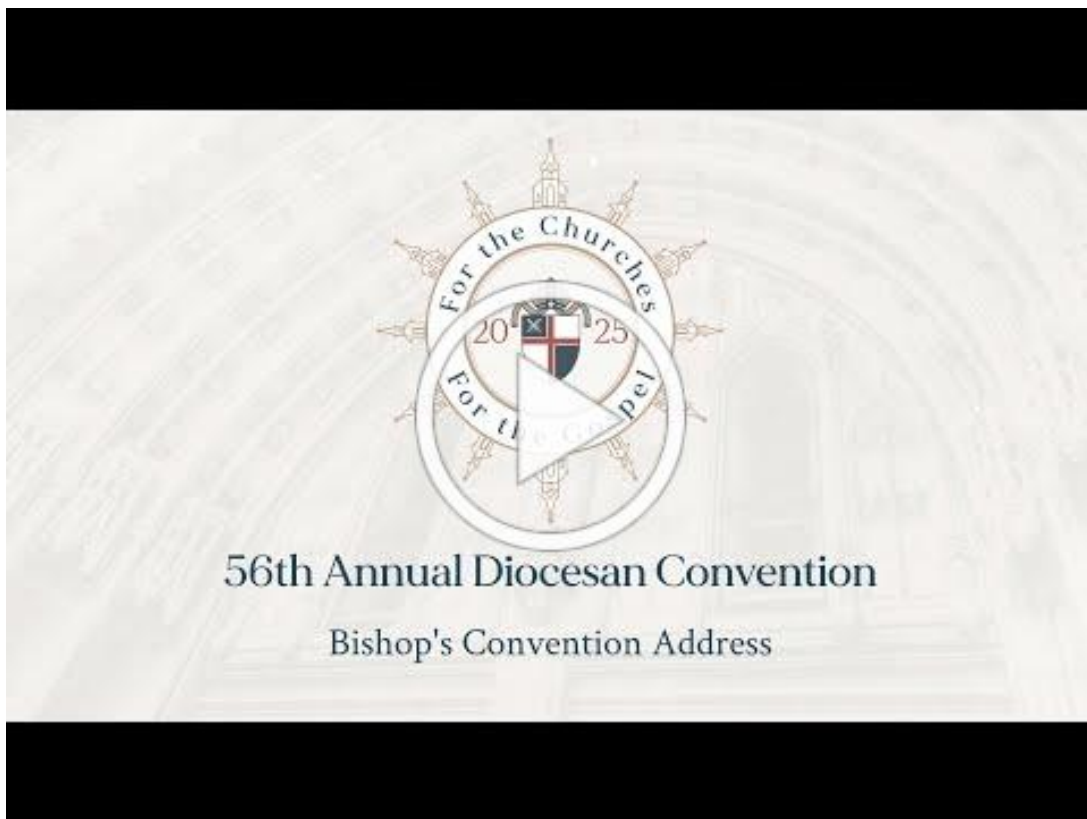 For the Churches
20 25
For the Gospel
56th Annual Diocesan Convention
Bishop's Convention Address